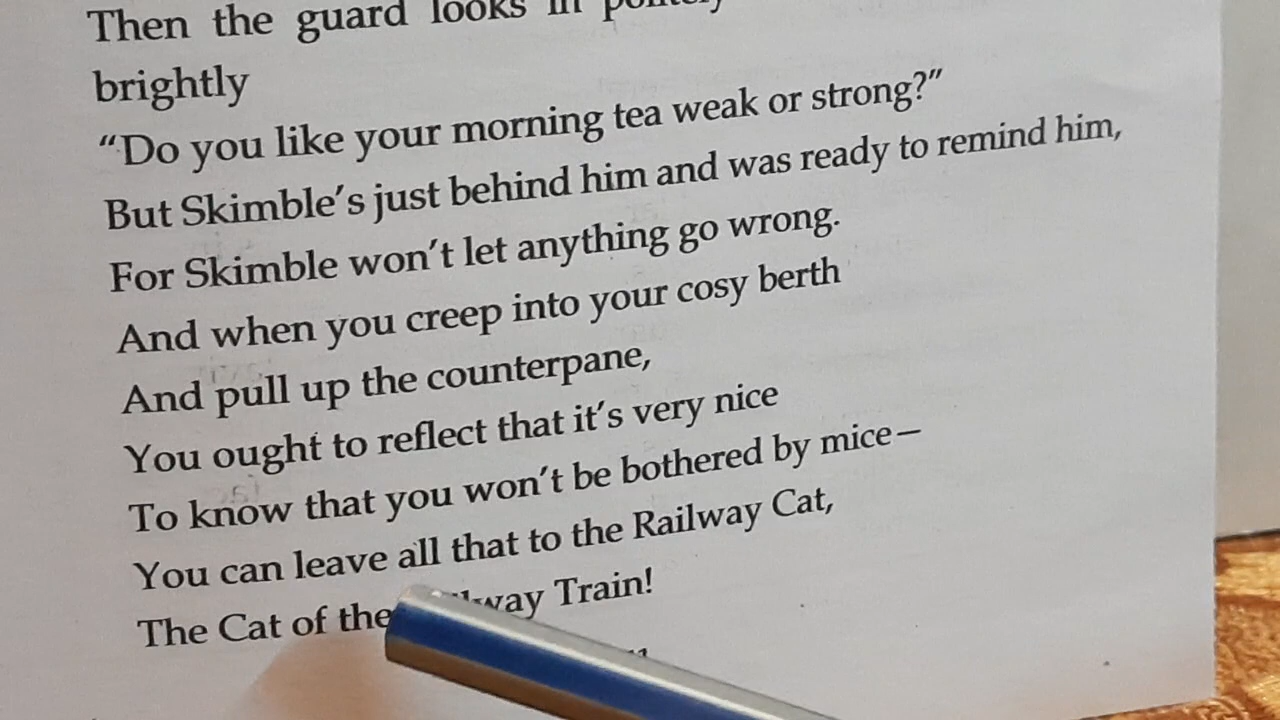 Then the guard looks in
brightly
“Do you like your morning tea weak or strong?”
But Skimble’s just behind him and was ready to remind him,
For Skimble won’t let anything go wrong.
And when you creep into your cosy berth
And pull up the counterpane,
You ought to reflect that it’s very nice
To know that you won’t be bothered by mice—
You can leave all that to the Railway Cat,
The Cat of the Train!